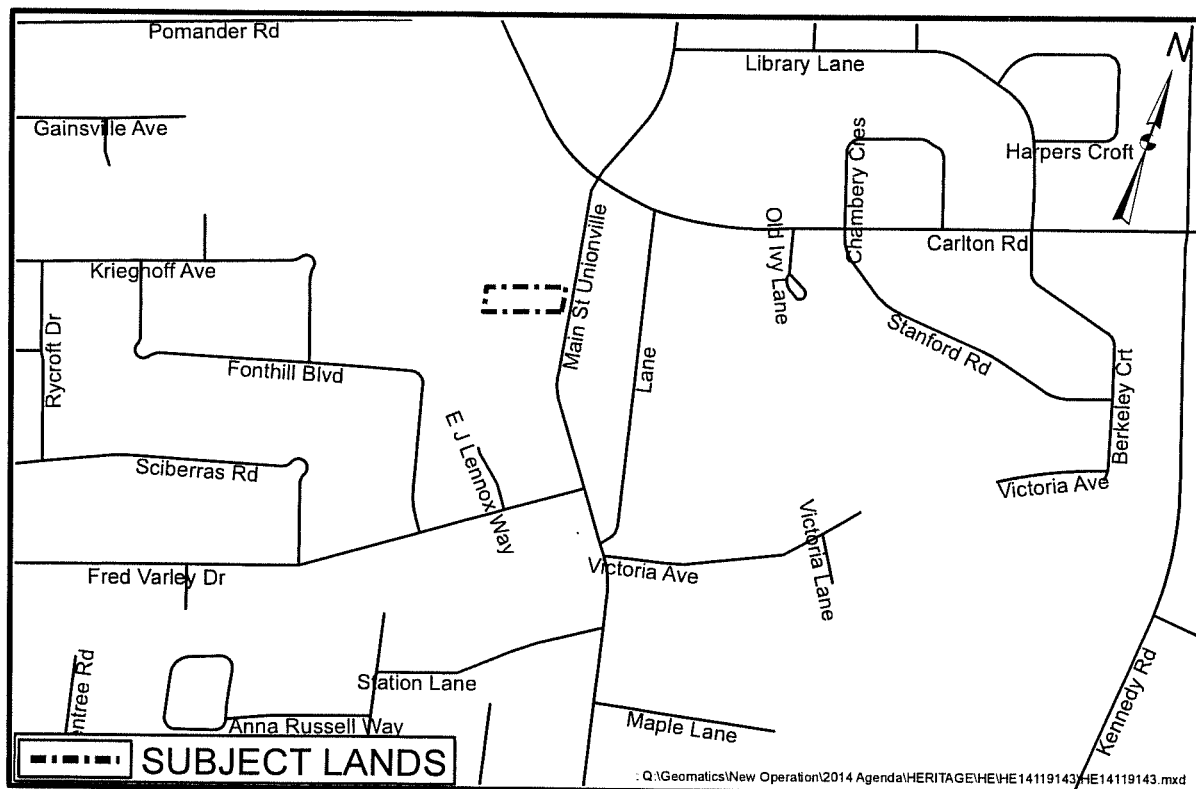 Pomander Rd
Library Lane
N
Gainsville Ave
Chambery Cres
Harpers Croft
Main St Unionville
Old Ivy Lane
Carlton Rd
Krieghoff Ave
Rycroft Dr
Stanford Rd
Fonthill Blvd
Lane
Berkeley Crt
E J Lennox Way
Sciberras Rd
Victoria Ave
Victoria Lane
Fred Varley Dr
Victoria Ave
Kennedy Rd
entree Rd
Station Lane
Anna Russell Way
Maple Lane
SUBJECT LANDS
: Q:\Geomatics\New Operation\2014 Agenda\HERITAGE\HE\HE14119143\HE14119143.mxd